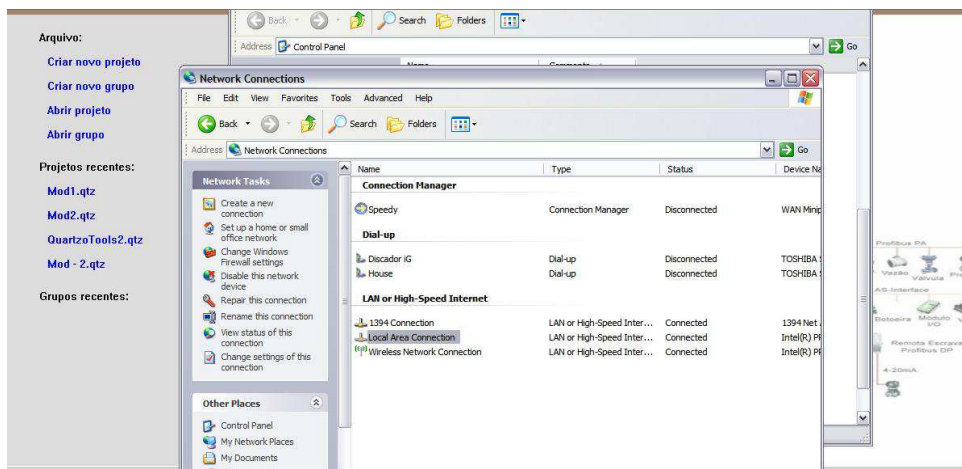 Arquivo:
Criar novo projeto
Criar novo grupo
Abrir projeto
Abrir grupo
Projetos recentes:
Mod1.qtz
Mod2.qtz
QuartzoTools2.qtz
Mod - 2.qtz
Grupos recentes:
Back Search Folders
Address Control Panel Go
Network Connections
File Edit View Favorites Tools Advanced Help
Back Search Folders
Address Network Connections Go
Network Tasks
Create a new
connection
Set up a home or small
office network
Change Windows
Firewall settings
Disable this network
device
Repair this connection
Rename this connection
View status of this
connection
Change settings of this
connection
Other Places
Control Panel
My Network Places
My Documents
Name Type Status Device Na
Connection Manager
Speedy Connection Manager Disconnected WAN Minip
Dial-up
Discador iG Dial-up Disconnected TOSHIBA
House Dial-up Disconnected TOSHIBA
LAN or High-Speed Internet
1394 Connection LAN or High-Speed Inter... Connected 1394 Net
Local Area Connection LAN or High-Speed Inter... Connected Intel(R) PR
Wireless Network Connection LAN or High-Speed Inter... Connected Intel(R) PR
Profibus PA
Vazão Válvula
AS-Interface
Botoeira Modulo
I/O
Remota Escrava
Profibus DP
4-20mA